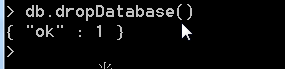 > db.dropDatabase()
{ "ok" : 1 }
>